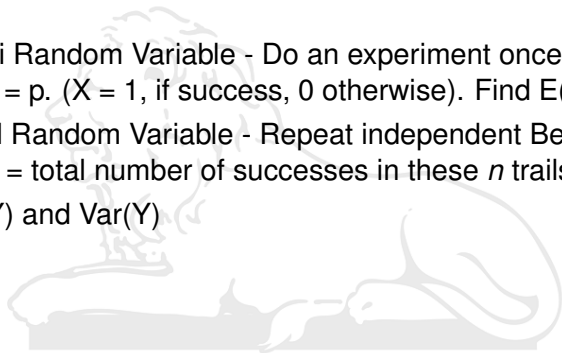 i Random Variable - Do an experiment once
= p. (X = 1, if success, 0 otherwise). Find E(
l Random Variable - Repeat independent Be
= total number of successes in these n trails
) and Var(Y)